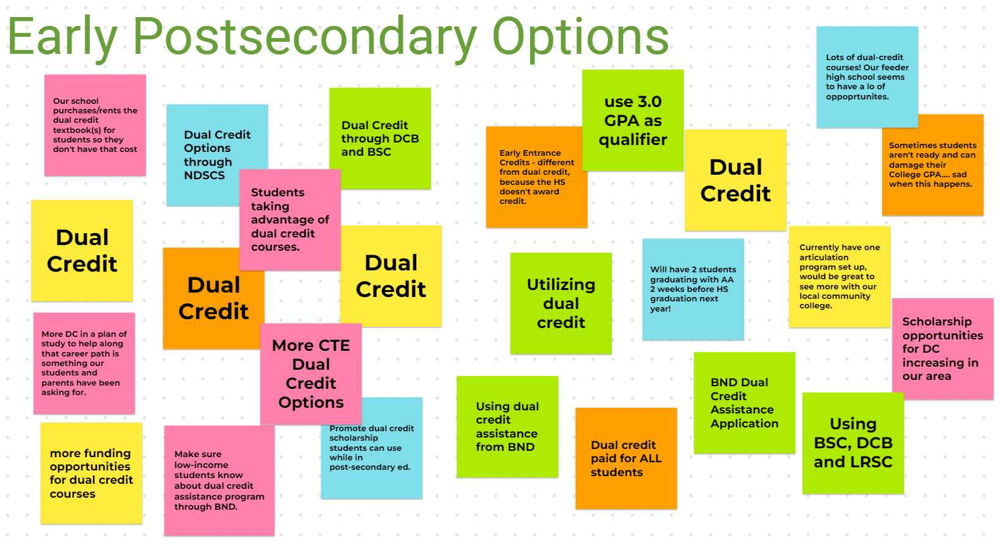 Early Postsecondary Options
Our school
purchases/rents the
dual credit
textbook(s) for
students so they
don't have that cost
Dual Credit
Options
through
NDSCS
Dual Credit
through DCB
and BSC
Students
taking
advantage of
dual credit
courses.
Dual
Credit
Dual
Credit
Dual
Credit
More DC in a plan of
study to help along
that career path is
something our
students and
parents have been
asking for.
More CTE
Dual
Credit
Options
more funding
opportunities
for dual credit
courses
Make sure
low-income
students know
about dual credit
assistance program
through BND.
Promote dual credit
scholarship
students can use
while in
post-secondary ed.
Early Entrance
Credits - different
from dual credit,
because the HS
doesn't award
credit.
use 3.0
GPA as
qualifier
Dual
Credit
Lots of dual-credit
courses! Our feeder
high school seems
to have a lo of
oppoprtunites.
Sometimes students
aren't ready and can
damage their
College GPA.... sad
when this happens.
Utilizing
dual
credit
Will have 2 students
graduating with AA
2 weeks before HS
graduation next
year!
Currently have one
articulation
program set up,
would be great to
see more with our
local community
college.
Scholarship
opportunities
for DC
increasing in
our area
Using dual
credit
assistance
from BND
Dual credit
paid for ALL
students
BND Dual
Credit
Assistance
Application
Using
BSC, DCB
and LRSC